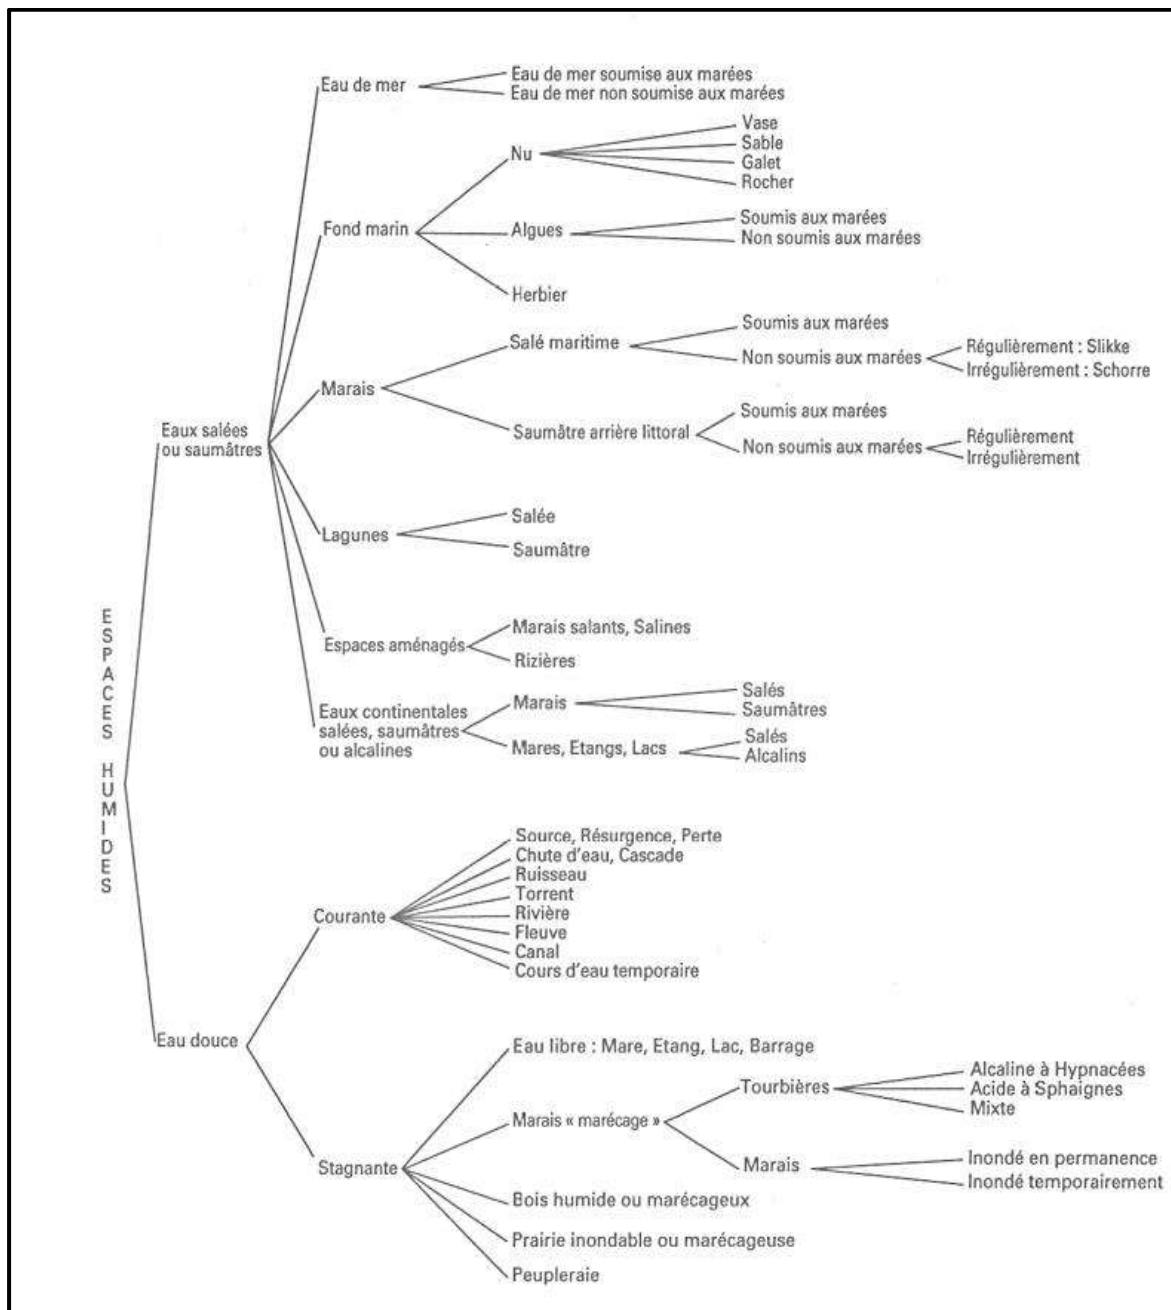 Eau de mer
Eau de mer soumise aux marées
Eau de mer non soumise aux marées
Nu
Vase
Sable
Galet
Rocher
Fond marin
Algues
Soumis aux marées
Non soumis aux marées
Herbier
Marais
Salé maritime
Soumis aux marées
Non soumis aux marées
Régulièrement : Slikke
Irrégulièrement : Schorre
Eaux salées
ou saumâtres
Saumâtre arrière littoral
Soumis aux marées
Non soumis aux marées
Régulièrement
Irrégulièrement
Lagunes
Salée
Saumâtre
ESPACES HUMIDES
Espaces aménagés
Marais salants, Salines
Rizières
Eaux continentales
salées, saumâtres
ou alcalines
Marais
Salés
Saumâtres
Mares, Etangs, Lacs
Salés
Alcalins
Eau douce
Courante
Source, Résurgence, Perte
Chute d'eau, Cascade
Ruisseau
Torrent
Rivière
Fleuve
Canal
Cours d'eau temporaire
Stagnante
Eau libre : Mare, Etang, Lac, Barrage
Marais « marécage »
Tourbières
Alcaline à Hypnacées
Acide à Sphaignes
Mixte
Marais
Inondé en permanence
Inondé temporairement
Bois humide ou marécageux
Prairie inondable ou marécageuse
Peupleraie